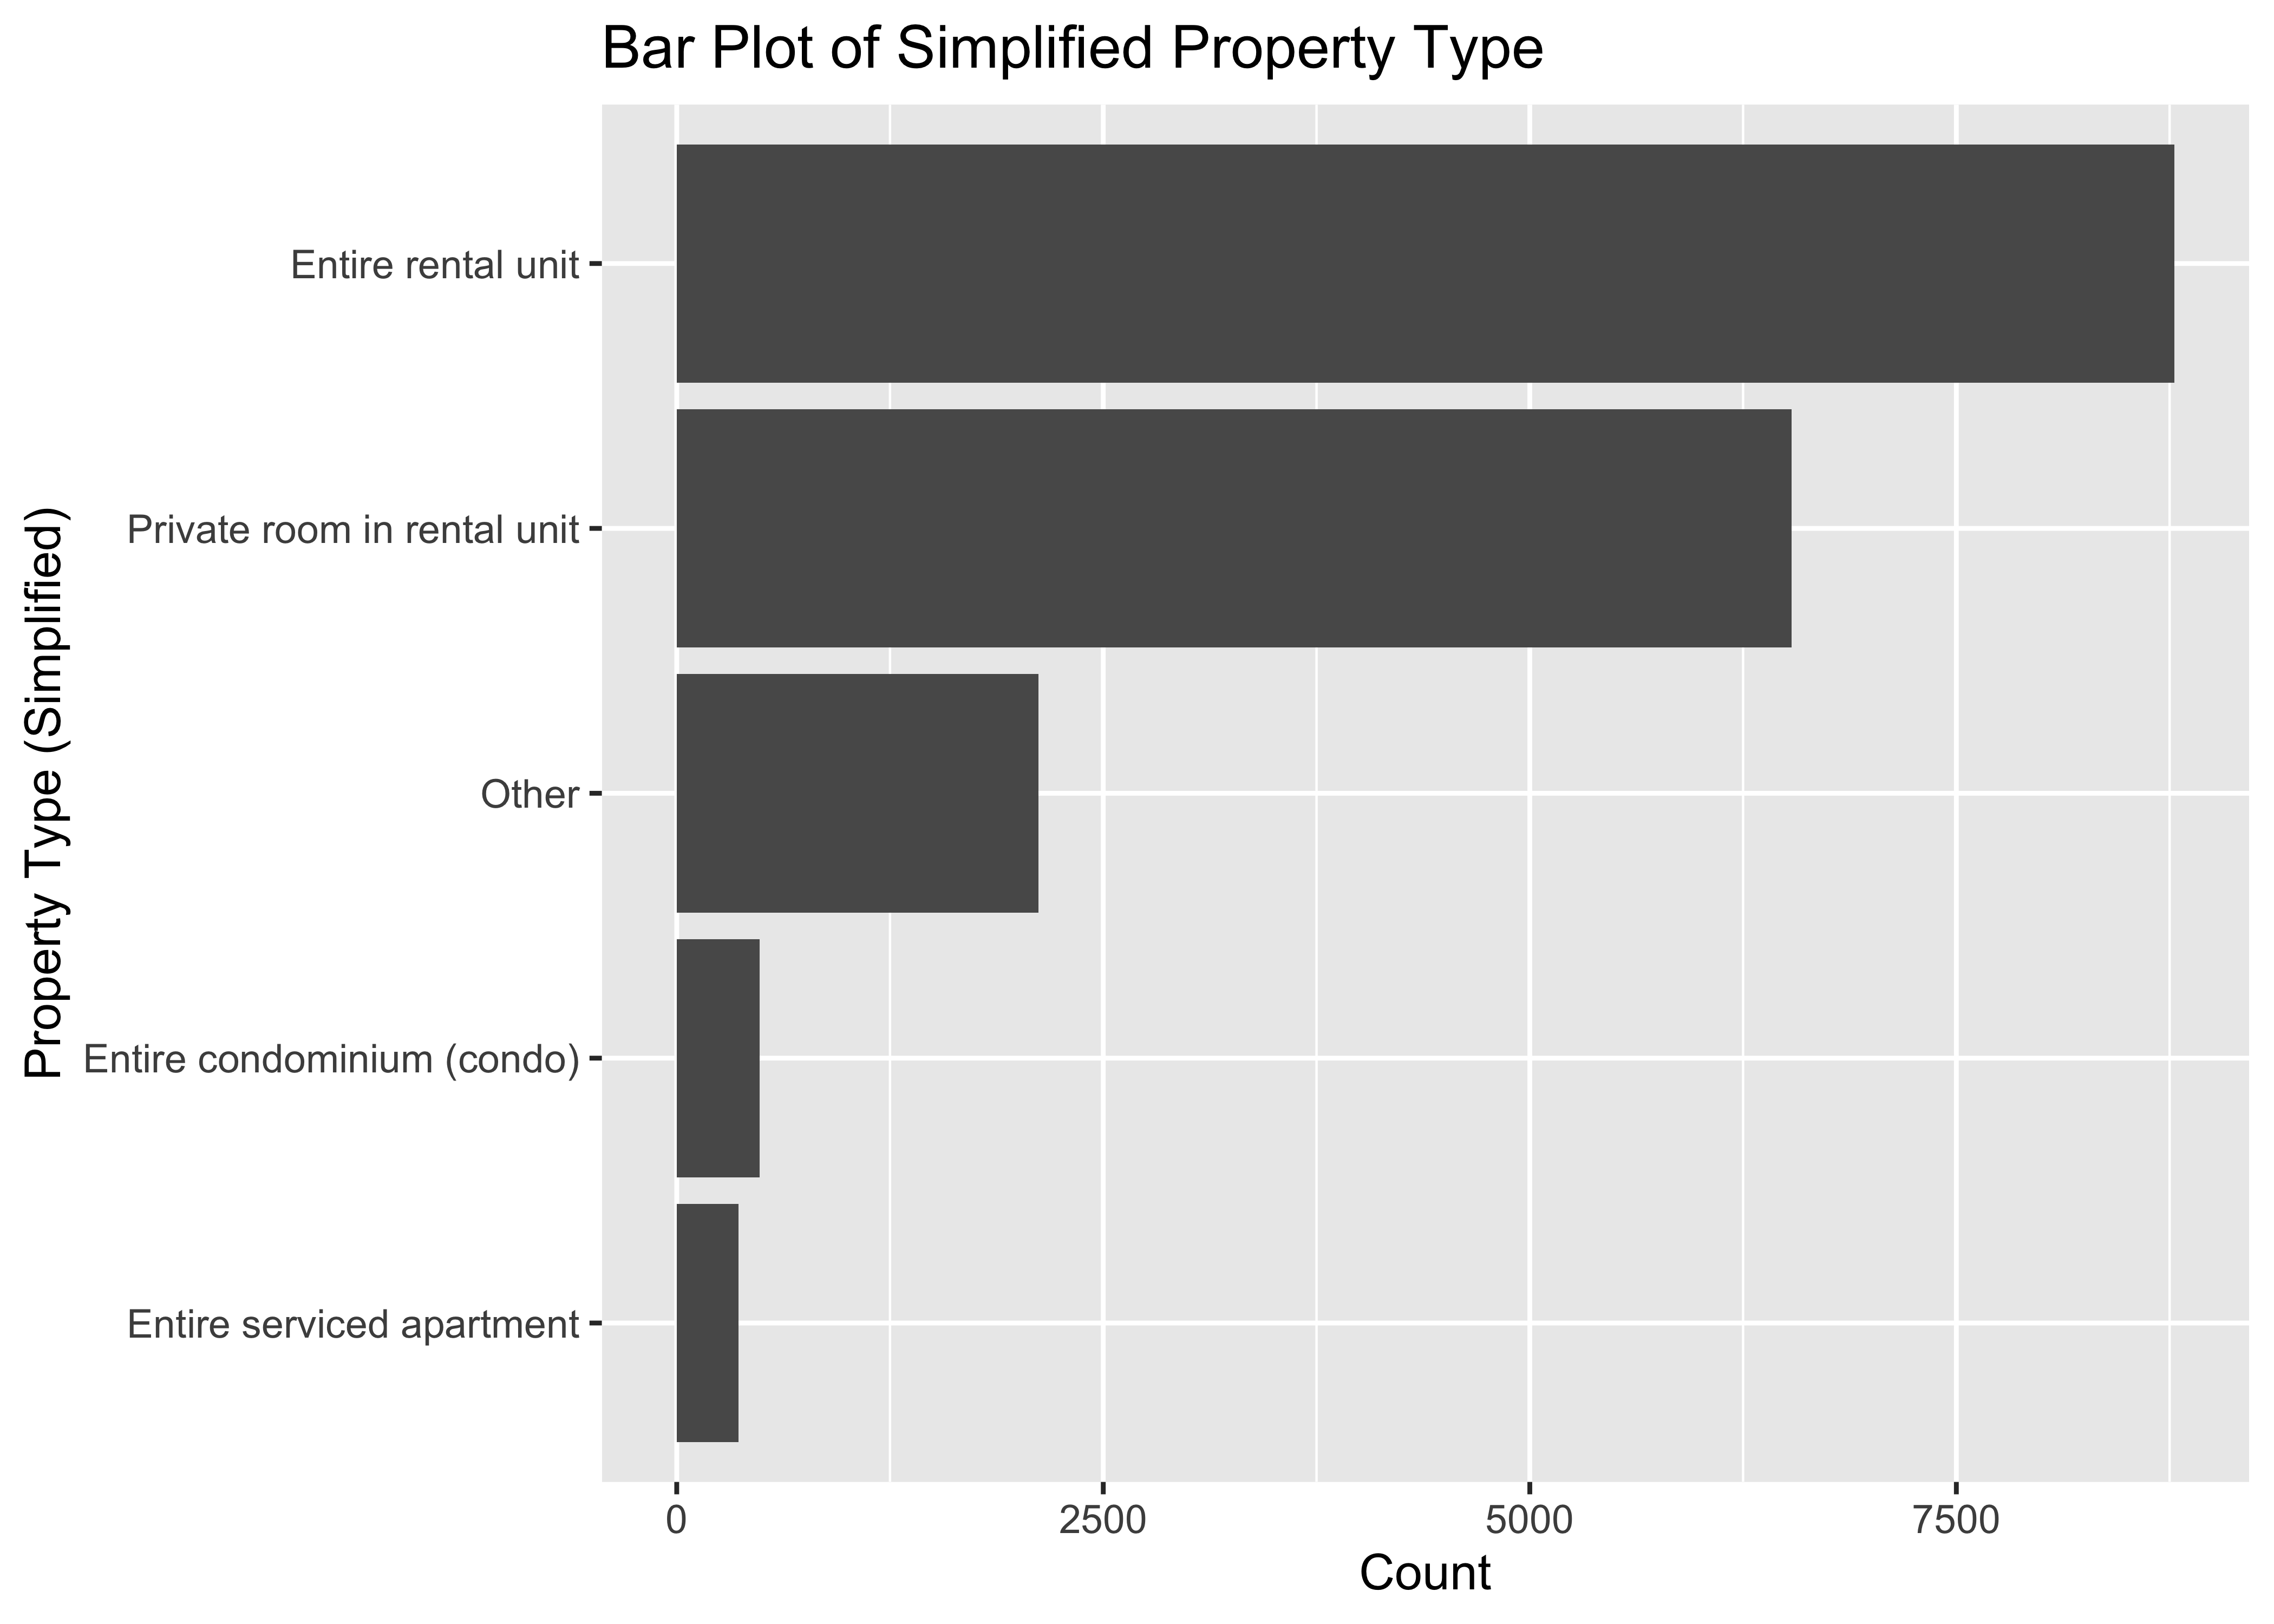 Bar Plot of Simplified Property Type
Property Type (Simplified)
Entire rental unit
Private room in rental unit
Other
Entire condominium (condo)
Entire serviced apartment
0 2500 5000 7500
Count